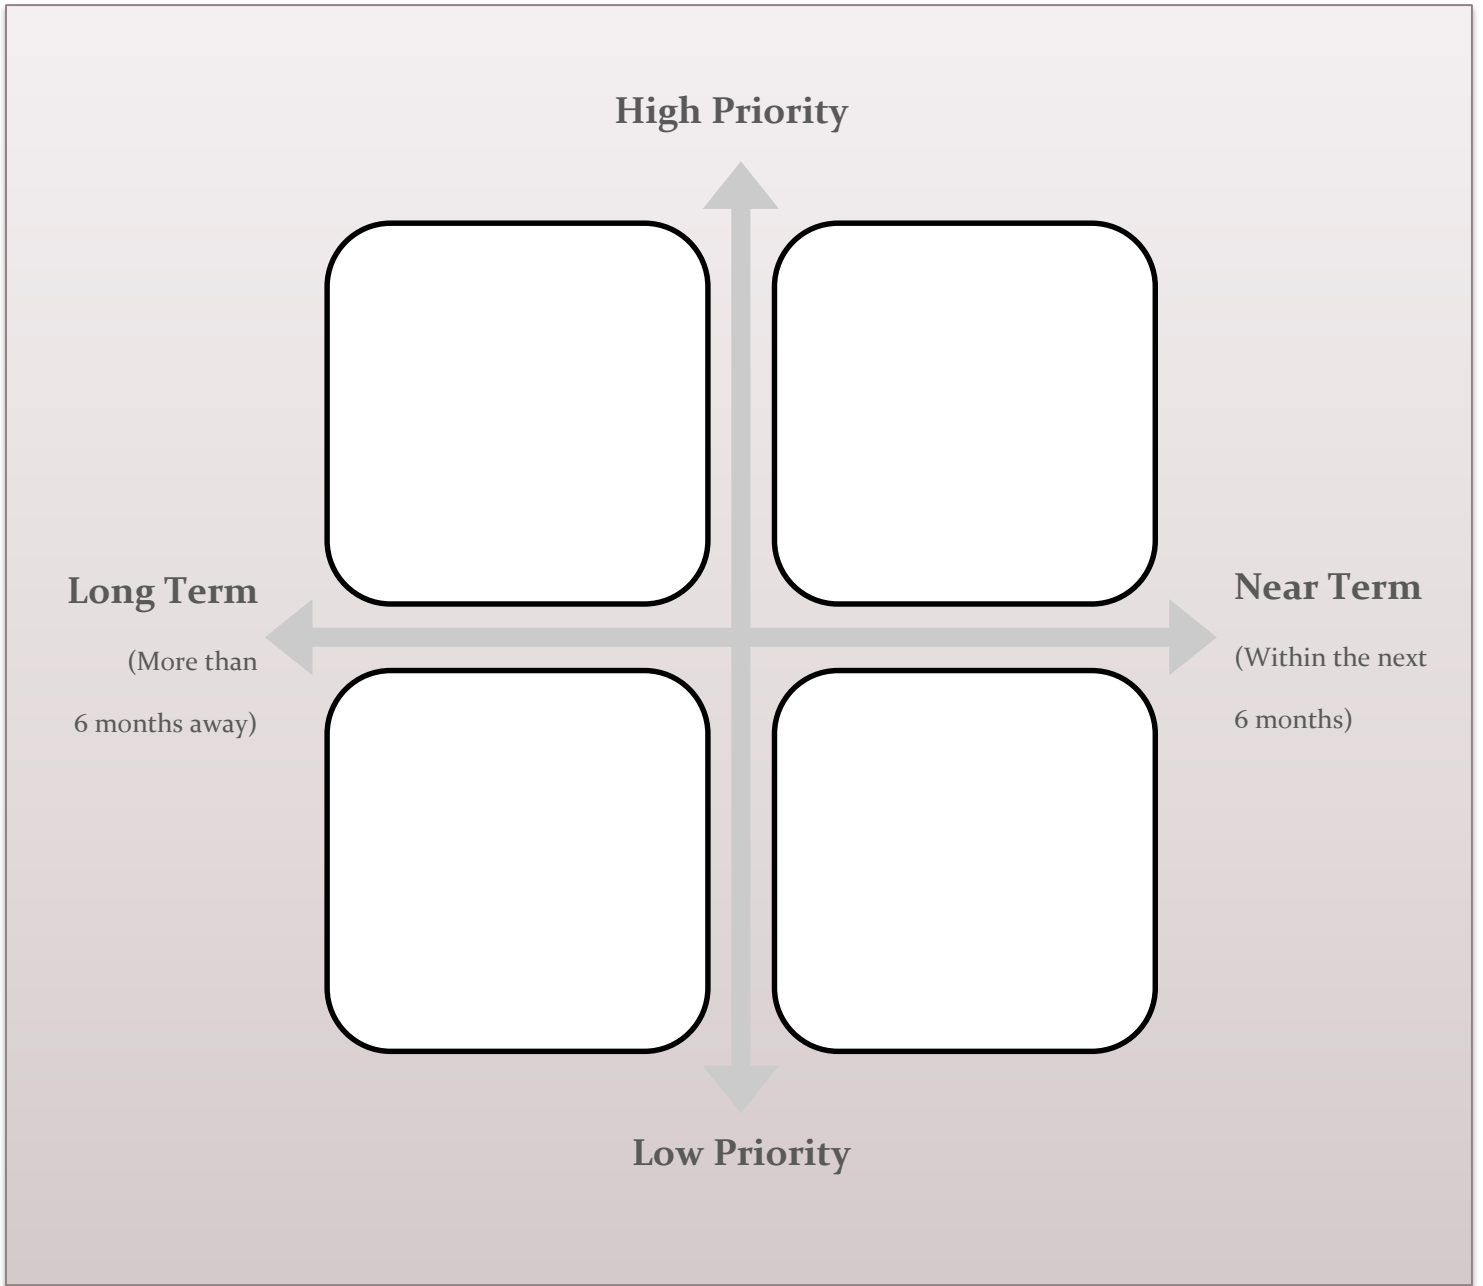 High Priority
Long Term
(More than
6 months away)
Near Term
(Within the next
6 months)
Low Priority